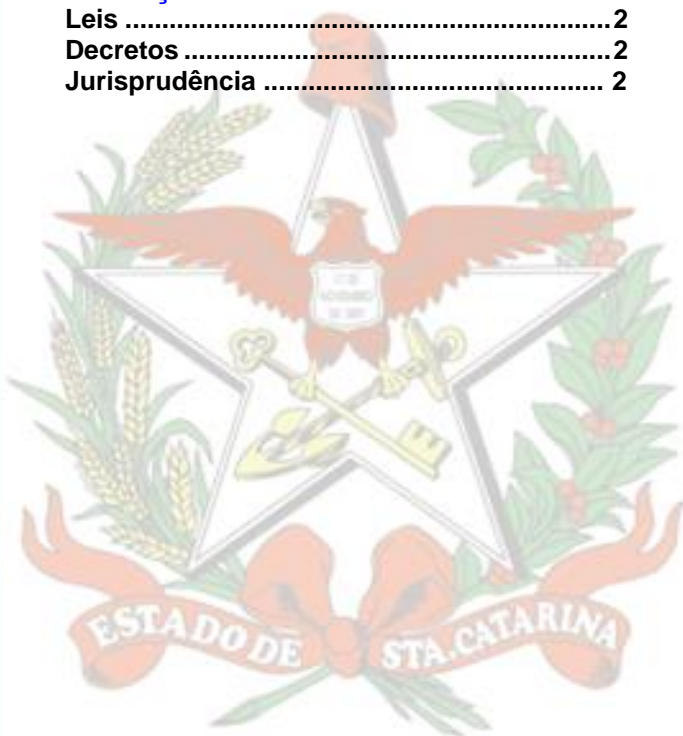 Leis ................................................................... 2
Decretos ........................................................... 2
Jurisprudência ............................................... 2
ESTADO DE STA. CATARINA